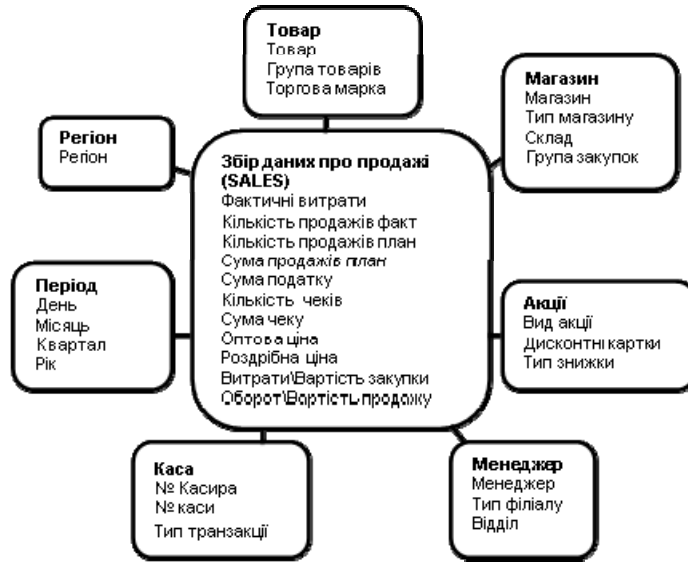 Товар
Товар
Група товарів
Торгова марка
Магазин
Магазин
Тип магазину
Склад
Група закупок
Регіон
Регіон
Збір даних про продажі
(SALES)
Фактичні витрати
Кількість продажів факт
Кількість продажів план
Сума продажів план
Сума податку
Кількість чеків
Сума чеку
Оптова ціна
Роздрібна ціна
Витрати\Вартість закупки
Оборот\Вартість продажу
Період
День
Місяць
Квартал
Рік
Акції
Вид акції
Дисконтні картки
Тип знижки
Каса
№ Касира
№ каси
Тип транзакції
Менеджер
Менеджер
Тип філіалу
Відділ